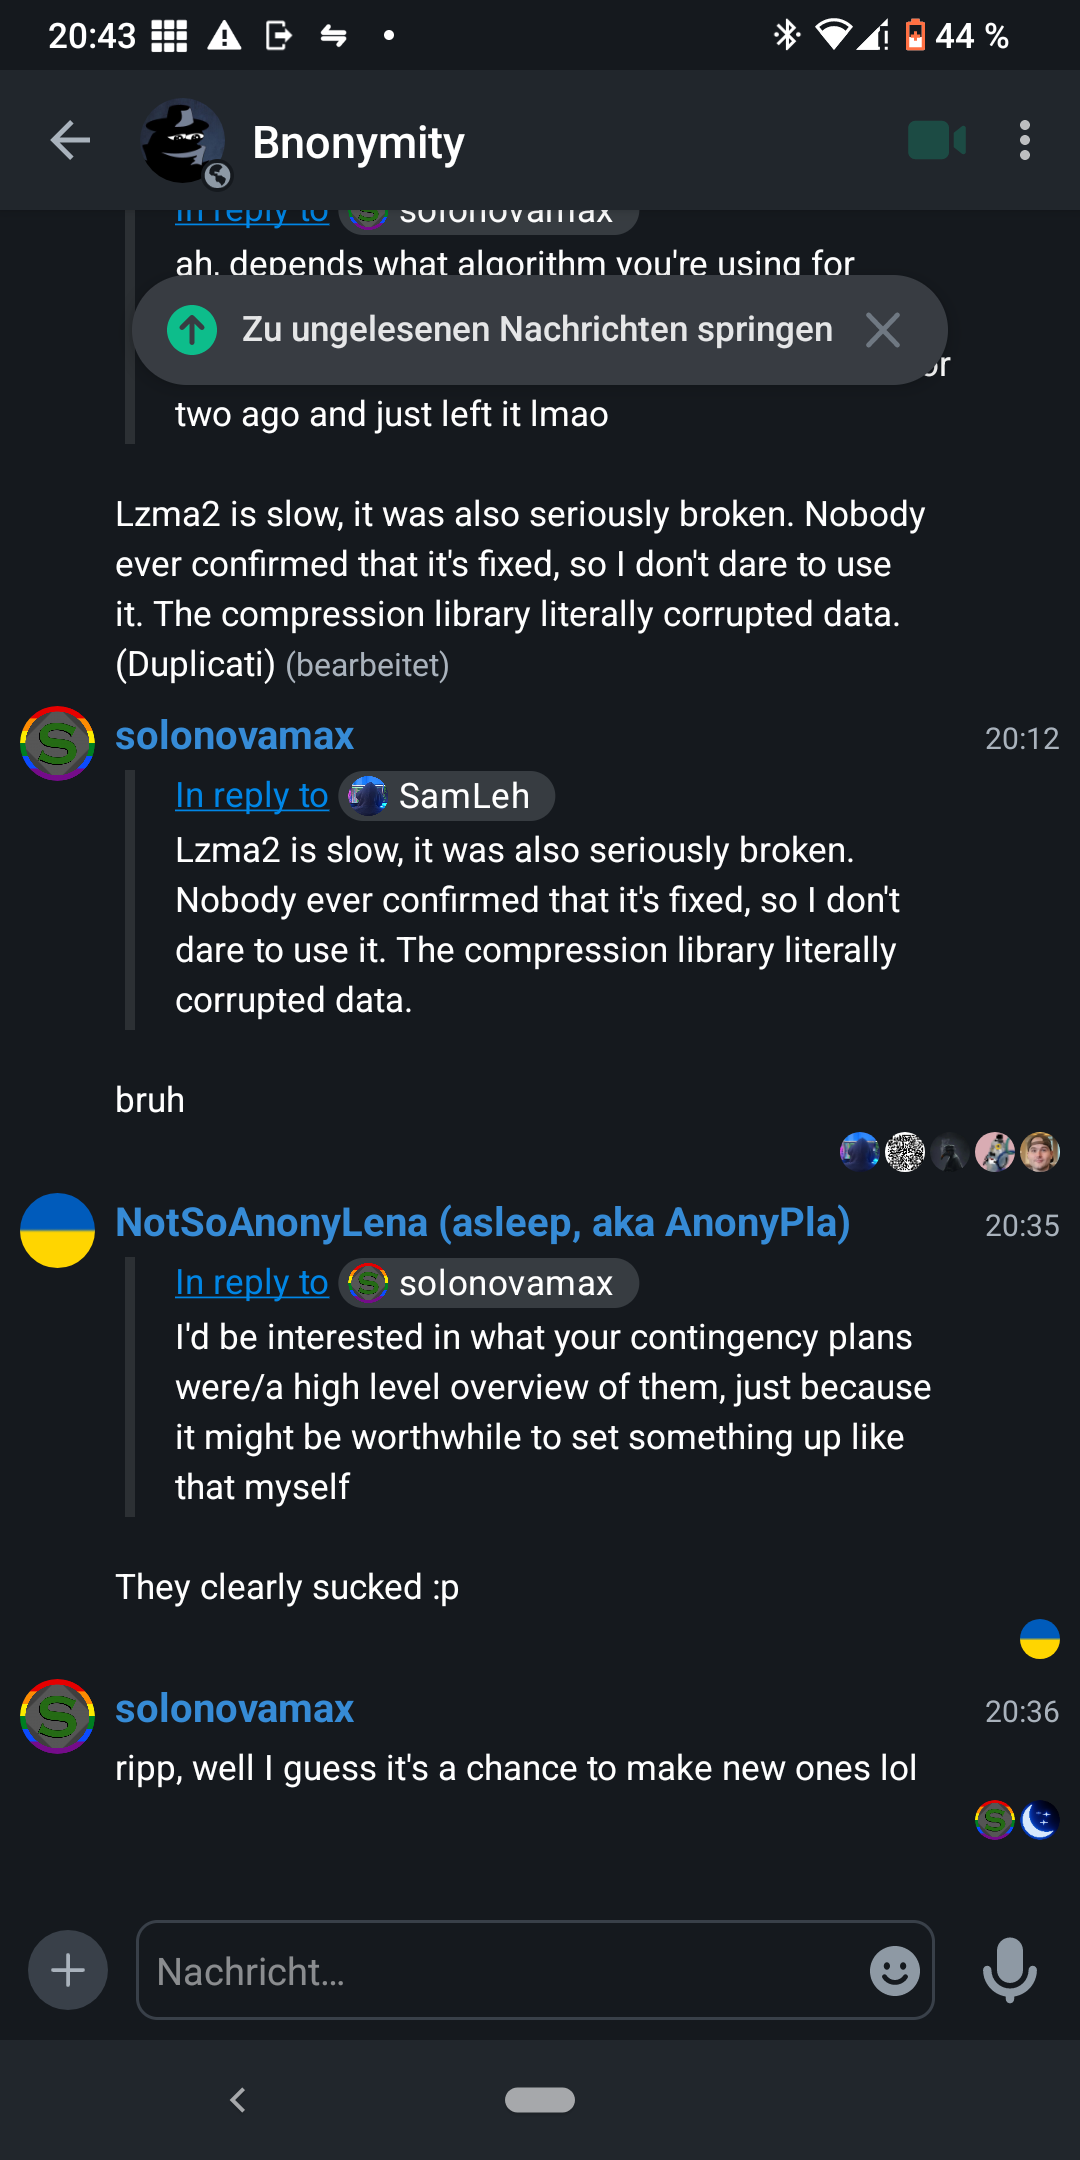 20:43
44 %
Bnonymity
In reply to solonovamax
ah, depends what algorithm you're using for
Zu ungelesenen Nachrichten springen
or
two ago and just left it lmao
Lzma2 is slow, it was also seriously broken. Nobody
ever confirmed that it's fixed, so I don't dare to use
it. The compression library literally corrupted data.
(Duplicati) (bearbeitet)
solonovamax 20:12
In reply to SamLeh
Lzma2 is slow, it was also seriously broken.
Nobody ever confirmed that it's fixed, so I don't
dare to use it. The compression library literally
corrupted data.
bruh
NotSoAnonyLena (asleep, aka AnonyPla) 20:35
In reply to solonovamax
I'd be interested in what your contingency plans
were/a high level overview of them, just because
it might be worthwhile to set something up like
that myself
They clearly sucked :p
solonovamax 20:36
ripp, well I guess it's a chance to make new ones lol
Nachricht…